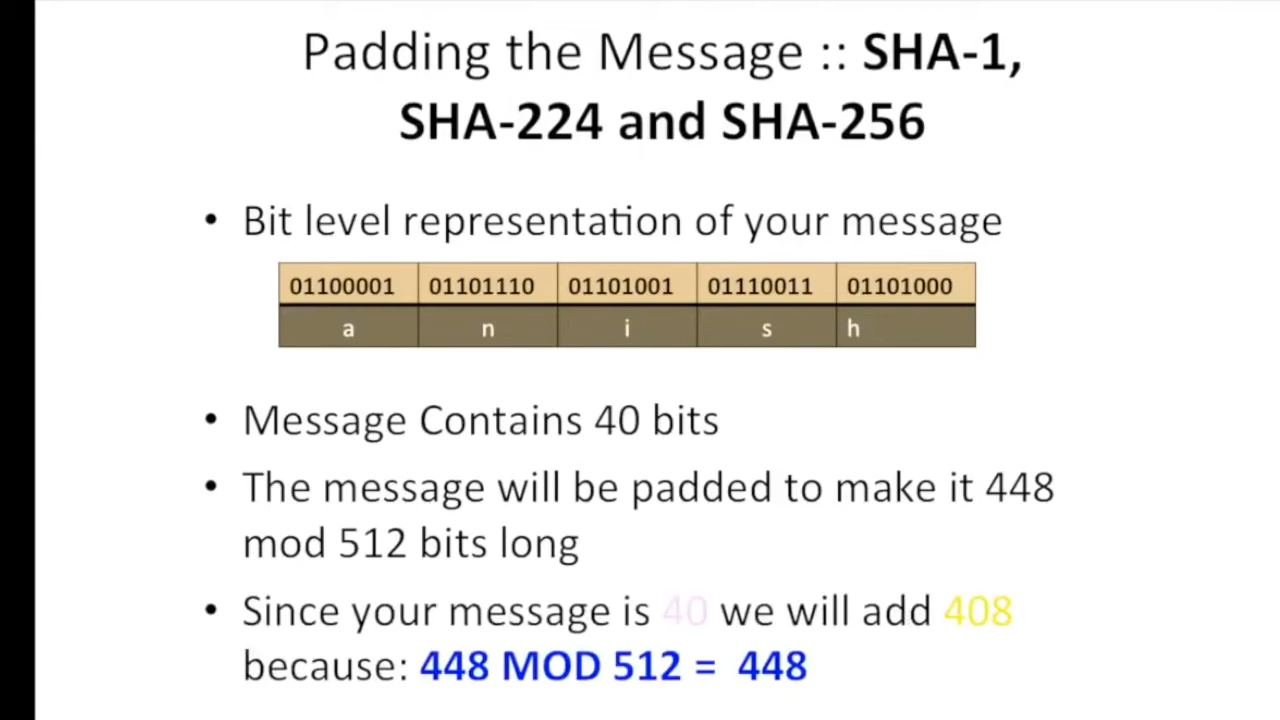 Padding the Message :: SHA-1,
SHA-224 and SHA-256
• Bit level representation of your message
01100001 01101110 01101001 01110011 01101000
a n i s h
• Message Contains 40 bits
• The message will be padded to make it 448
mod 512 bits long
• Since your message is 40 we will add 408
because: 448 MOD 512 = 448